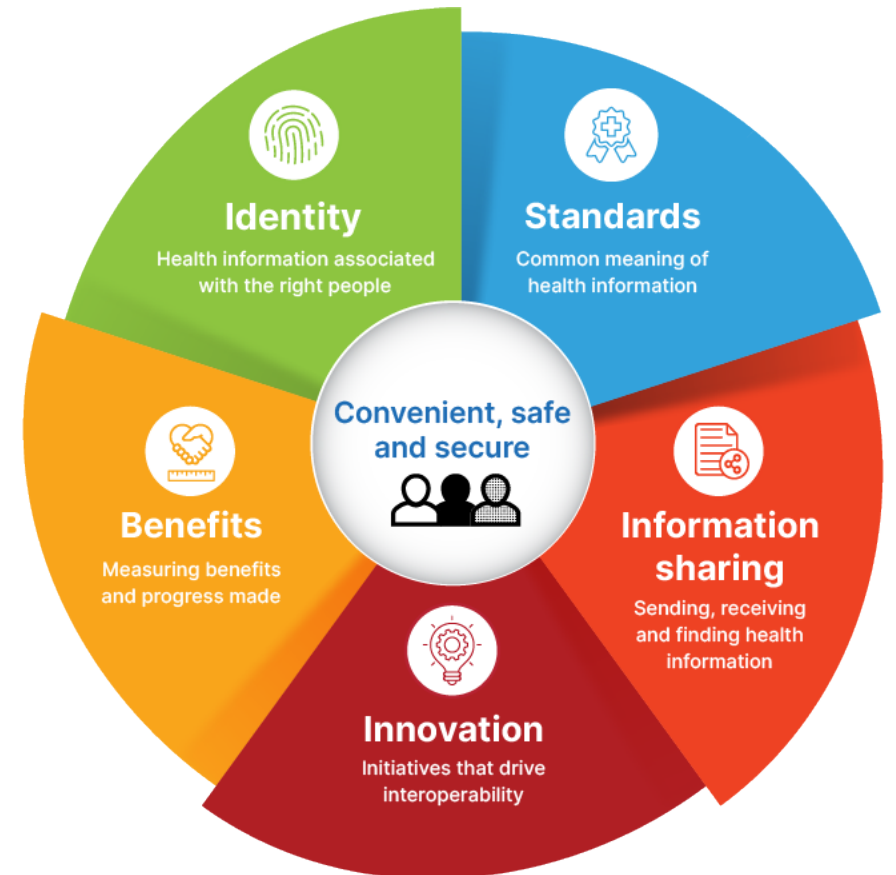 Identity
Health information associated
with the right people
Standards
Common meaning of
health information
Convenient, safe
and secure
Benefits
Measuring benefits
and progress made
Information
sharing
Sending, receiving
and finding health
information
Innovation
Initiatives that drive
interoperability